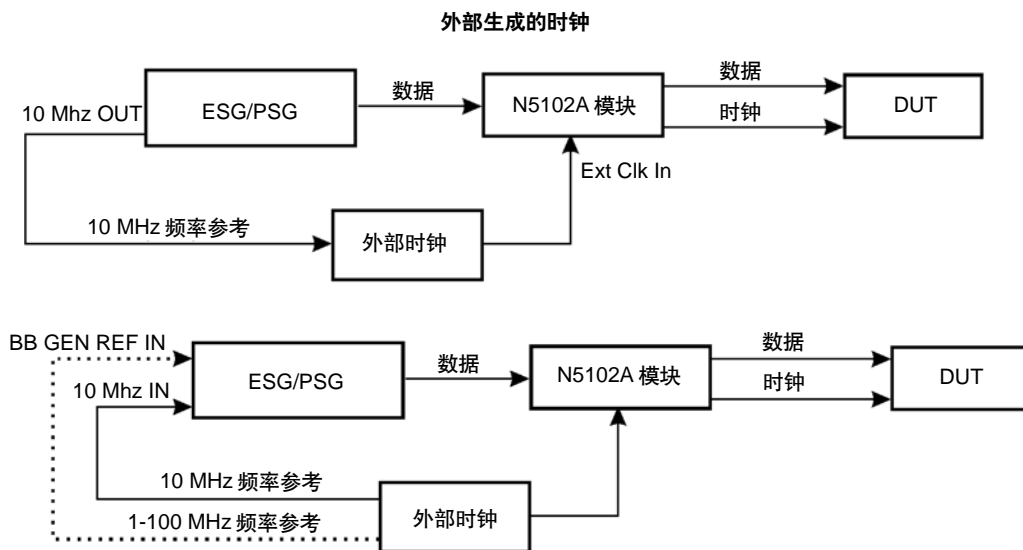 外部生成的时钟
10 Mhz OUT
ESG/PSG
数据
N5102A 模块
数据
时钟
DUT
Ext Clk In
10 MHz 频率参考
外部时钟
BB GEN REF IN
10 Mhz IN
ESG/PSG
数据
N5102A 模块
数据
时钟
DUT
10 MHz 频率参考
1-100 MHz 频率参考
外部时钟